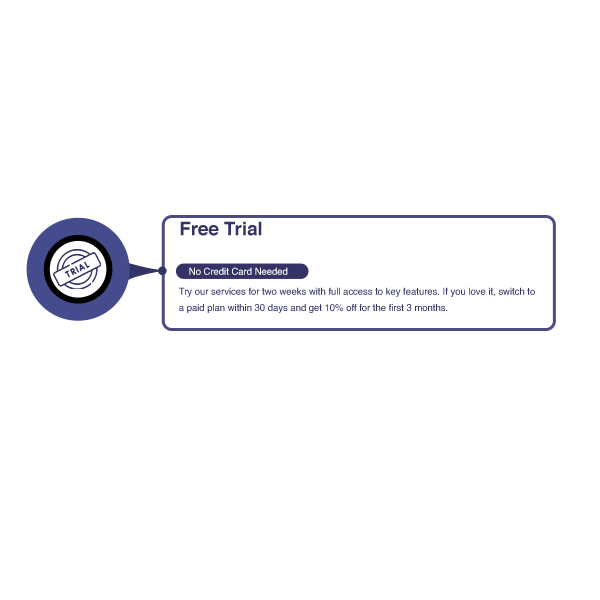 TRIAL
Free Trial
No Credit Card Needed
Try our services for two weeks with full access to key features. If you love it, switch to
a paid plan within 30 days and get 10% off for the first 3 months.